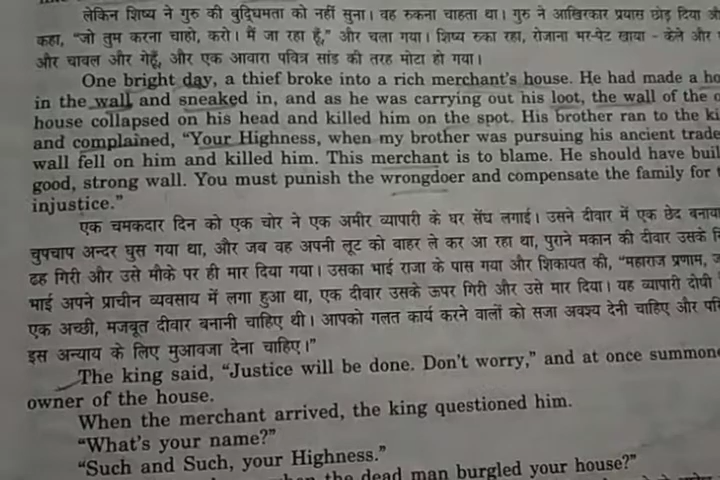 लेकिन शिष्य ने गुरु की बुद्धिमता को नहीं सुना। वह रुकना चाहता था। गुरु ने आखिरकार प्रयास छोड़ दिया
कहा, "जो तुम करना चाहो, करो। मैं जा रहा हूँ," और चला गया। शिष्य रुका रहा, रोजाना भर-पेट खाया - केले और
और चावल और गेहूँ, और एक आवारा पवित्र सांड की तरह मोटा हो गया।
One bright day, a thief broke into a rich merchant's house. He had made a ho
in the wall and sneaked in, and as he was carrying out his loot, the wall of the o
house collapsed on his head and killed him on the spot. His brother ran to the ki
and complained, "Your Highness, when my brother was pursuing his ancient trade
wall fell on him and killed him. This merchant is to blame. He should have buil
good, strong wall. You must punish the wrongdoer and compensate the family for
injustice."
एक चमकदार दिन को एक चोर ने एक अमीर व्यापारी के घर सेंध लगाई। उसने दीवार में एक छेद बनाया
चुपचाप अन्दर घुस गया था, और जब वह अपनी लूट को बाहर ले कर आ रहा था, पुराने मकान की दीवार उसके
ढह गिरी और उसे मौके पर ही मार दिया गया। उसका भाई राजा के पास गया और शिकायत की, "महाराज प्रणाम,
भाई अपने प्राचीन व्यवसाय में लगा हुआ था, एक दीवार उसके ऊपर गिरी और उसे मार दिया। यह व्यापारी दोषी
एक अच्छी, मजबूत दीवार बनानी चाहिए थी। आपको गलत कार्य करने वालों को सजा अवश्य देनी चाहिए और
इस अन्याय के लिए मुआवजा देना चाहिए।"
The king said, "Justice will be done. Don't worry," and at once summone
owner of the house.
When the merchant arrived, the king questioned him.
"What's your name?"
"Such and Such, your Highness."
the dead man burgled your house?"